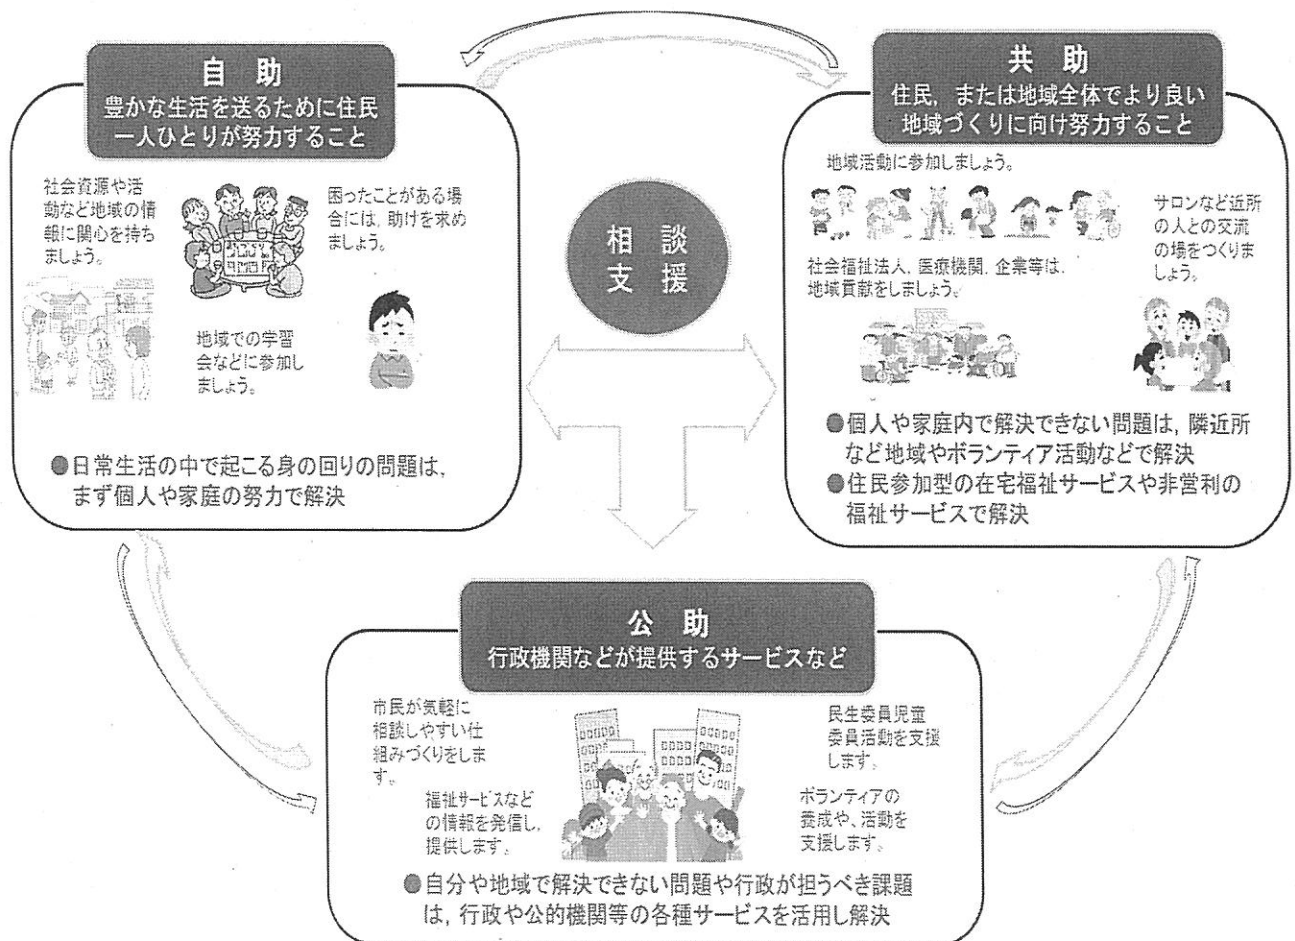 自 助
豊かな生活を送るために住民
一人ひとりが努力すること
社会資源や活
動など地域の情
報に関心を持ち
ましょう。
困ったことがある場
合には、助けを求め
ましょう。
地域での学習
会などに参加し
ましょう。
●日常生活の中で起こる身の回りの問題は，
まず個人や家庭の努力で解決
相 談
支 援
共 助
住民，または地域全体でより良い
地域づくりに向け努力すること
地域活動に参加しましょう。
サロンなど近所
の人との交流
の場をつくりま
しょう。
社会福祉法人，医療機関，企業等は，
地域貢献をしましょう。
●個人や家庭内で解決できない問題は，隣近所
など地域やボランティア活動などで解決
●住民参加型の在宅福祉サービスや非営利の
福祉サービスで解決
公 助
行政機関などが提供するサービスなど
市民が気軽に
相談しやすい仕
組みづくりをしま
す。
福祉サービスなど
の情報を発信し，
提供します。
民生委員児童
委員活動を支援
します。
ボランティアの
養成や、活動を
支援します。
●自分や地域で解決できない問題や行政が担うべき課題
は，行政や公的機関等の各種サービスを活用し解決